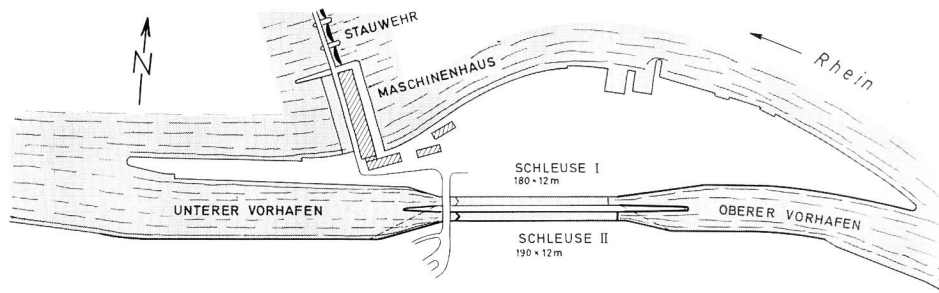 STAUWEHR
N
MASCHINENHAUS
Rhein
SCHLEUSE I
180 × 12 m
UNTERER VORHAFEN
OBERER VORHAFEN
SCHLEUSE II
190 × 12 m